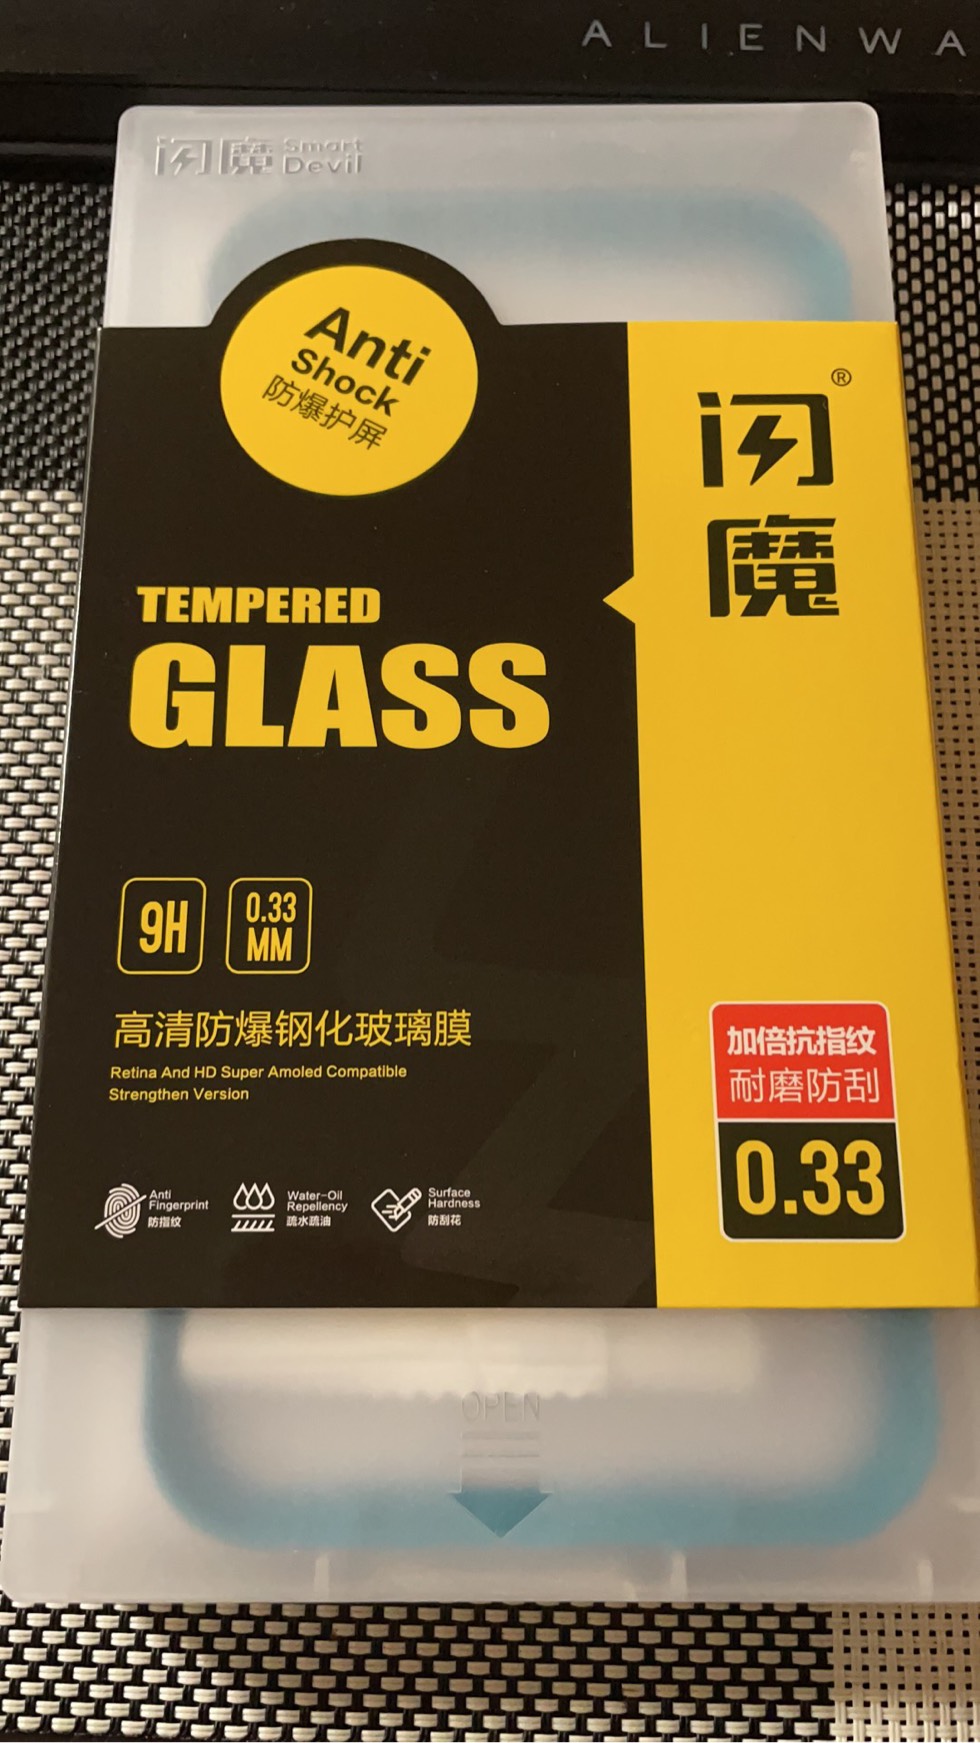 ALIENWA
闪魔 Smart
Devil
Anti
Shock
防爆护屏
闪
魔
®
TEMPERED
GLASS
9H
0.33
MM
高清防爆钢化玻璃膜
Retina And HD Super Amoled Compatible
Strengthen Version
Anti
Fingerprint
防指纹
Water-Oil
Repellency
疏水疏油
Surface
Hardness
防刮花
加倍抗指纹
耐磨防刮
0.33
OPEN